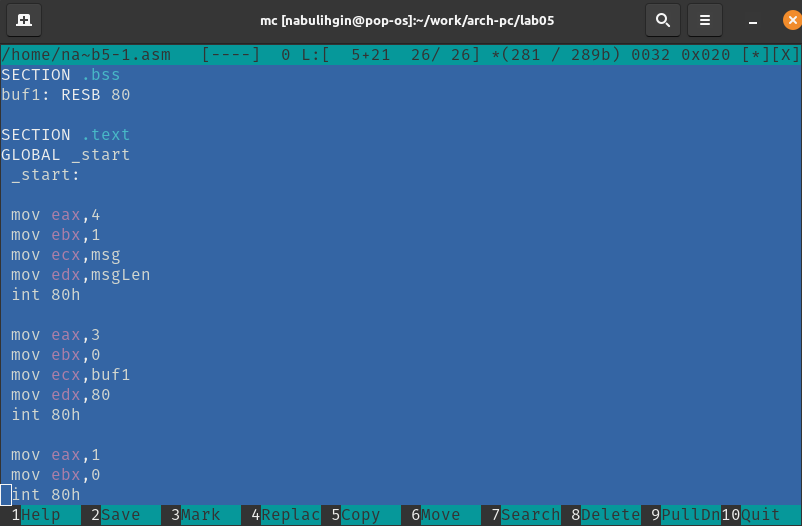 mc [nabulihgin@pop-os]:~/work/arch-pc/lab05
/home/na~b5-1.asm   [----]  0 L:[  5+21  26/ 26] *(281 / 289b) 0032 0x020 [*][X]
SECTION .bss
buf1: RESB 80

SECTION .text
GLOBAL _start
 _start:

 mov eax,4
 mov ebx,1
 mov ecx,msg
 mov edx,msgLen
 int 80h

 mov eax,3
 mov ebx,0
 mov ecx,buf1
 mov edx,80
 int 80h

 mov eax,1
 mov ebx,0
 int 80h
 1Help   2Save   3Mark   4Replac 5Copy   6Move   7Search 8Delete 9PullDn10Quit